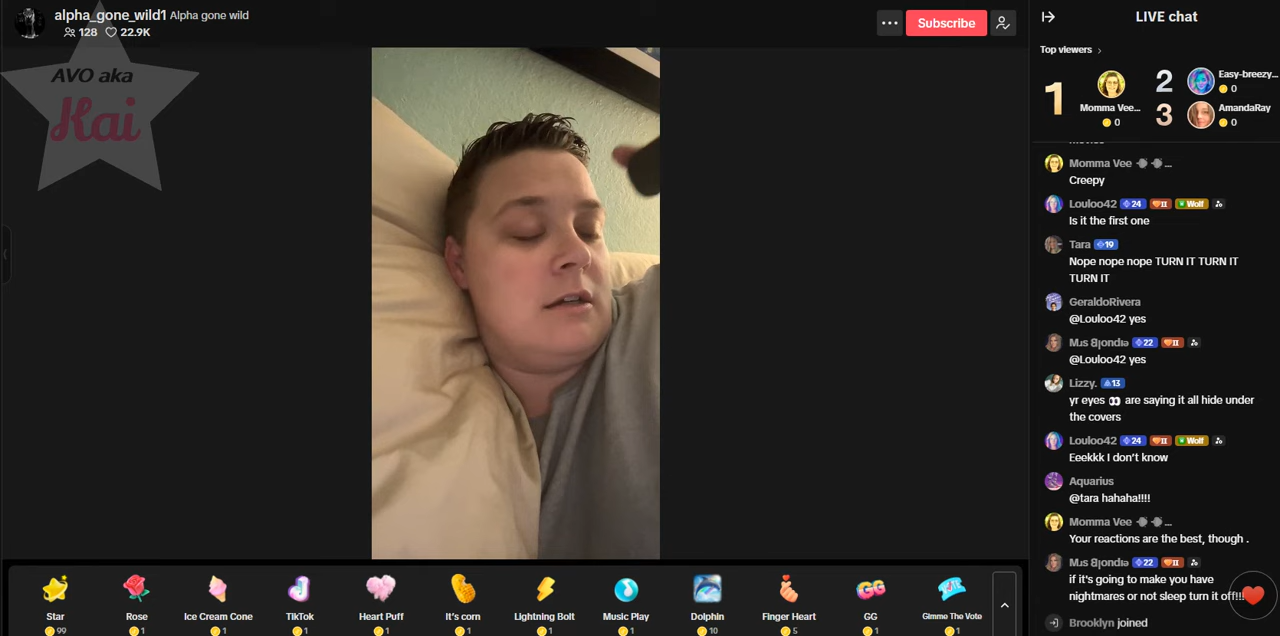 alpha_gone_wild1 Alpha gone wild
128 22.9K
Subscribe
AVO aka
Kai
LIVE chat
Top viewers
1
Momma Vee...
0
2
Easy-breezy...
0
3
AmandaRay
0
Momma Vee ...
Creepy
Louloo42 24 II Wolf
Is it the first one
Tara 19
Nope nope nope TURN IT TURN IT
TURN IT
GeraldoRivera
@Louloo42 yes
22 II
@Louloo42 yes
Lizzy. 13
yr eyes 👀 are saying it all hide under
the covers
Louloo42 24 II Wolf
Eeekkk I don't know
Aquarius
@tara hahaha!!!!
Momma Vee ...
Your reactions are the best, though .
22 II
if it's going to make you have
nightmares or not sleep turn it off!!!
Brooklyn joined
Star
99
Rose
1
Ice Cream Cone
1
TikTok
1
Heart Puff
1
It's corn
1
Lightning Bolt
1
Music Play
1
Dolphin
10
Finger Heart
5
GG
1
Gimme The Vote
1